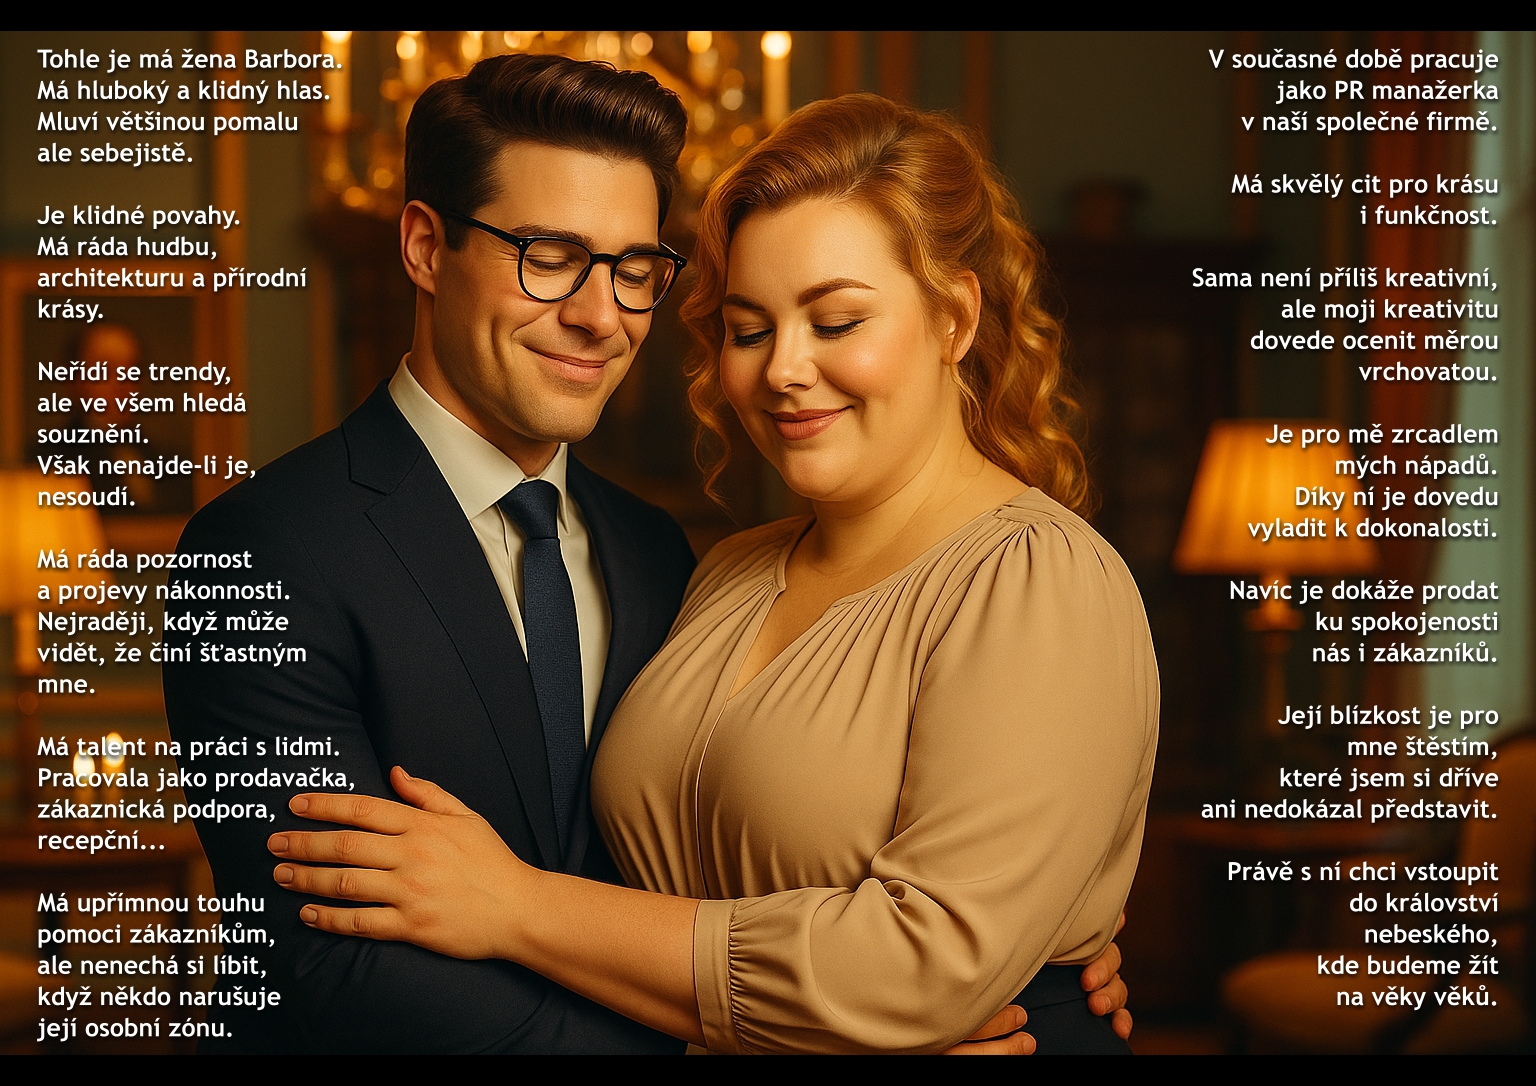 Tohle je má žena Barbora.
Má hluboký a klidný hlas.
Mluví většinou pomalu
ale sebejistě.
Je klidné povahy.
Má ráda hudbu,
architekturu a přírodní
krásy.
Neřídí se trendy,
ale ve všem hledá
souznění.
Však nenajde-li je,
nesoudí.
Má ráda pozornost
a projevy nákonnosti.
Nejraději, když může
vidět, že činí šťastným
mne.
Má talent na práci s lidmi.
Pracovala jako prodavačka,
zákaznická podpora,
recepční...
Má upřímnou touhu
pomoci zákazníkům,
ale nenechá si líbit,
když někdo narušuje
její osobní zónu.
V současné době pracuje
jako PR manažerka
v naší společné firmě.
Má skvělý cit pro krásu
i funkčnost.
Sama není příliš kreativní,
ale moji kreativitu
dovede ocenit měrou
vrchovatou.
Je pro mě zrcadlem
mých nápadů.
Díky ní je dovedu
vyladit k dokonalosti.
Navíc je dokáže prodat
ku spokojenosti
nás i zákazníků.
Její blízkost je pro
mne štěstím,
které jsem si dříve
ani nedokázal představit.
Právě s ní chci vstoupit
do království
nebeského,
kde budeme žít
na věky věků.